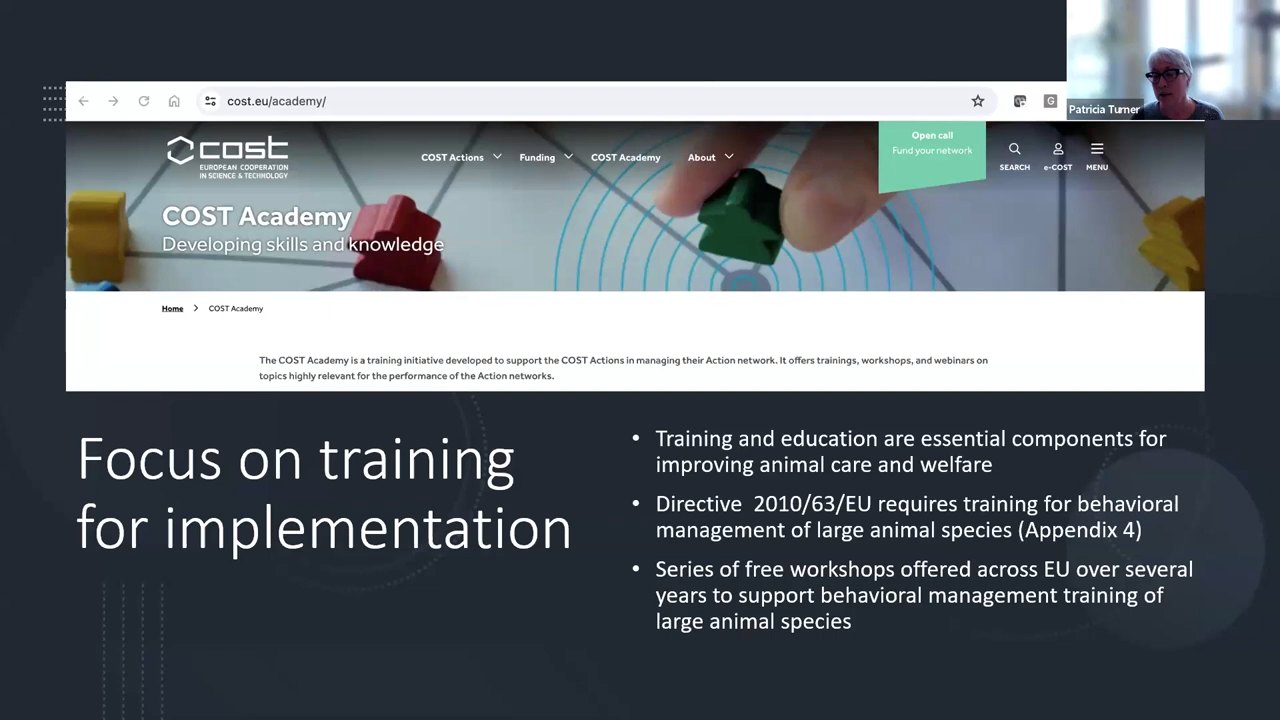 cost.eu/academy/
G
Patricia Turner
cost
EUROPEAN COOPERATION
IN SCIENCE & TECHNOLOGY
COST Actions
Funding
COST Academy
About
Open call
Fund your network
SEARCH
e-COST
MENU
COST Academy
Developing skills and knowledge
Home
COST Academy
The COST Academy is a training initiative developed to support the COST Actions in managing their Action network. It offers trainings, workshops, and webinars on
topics highly relevant for the performance of the Action networks.
Focus on training
for implementation
• Training and education are essential components for
improving animal care and welfare
• Directive 2010/63/EU requires training for behavioral
management of large animal species (Appendix 4)
• Series of free workshops offered across EU over several
years to support behavioral management training of
large animal species